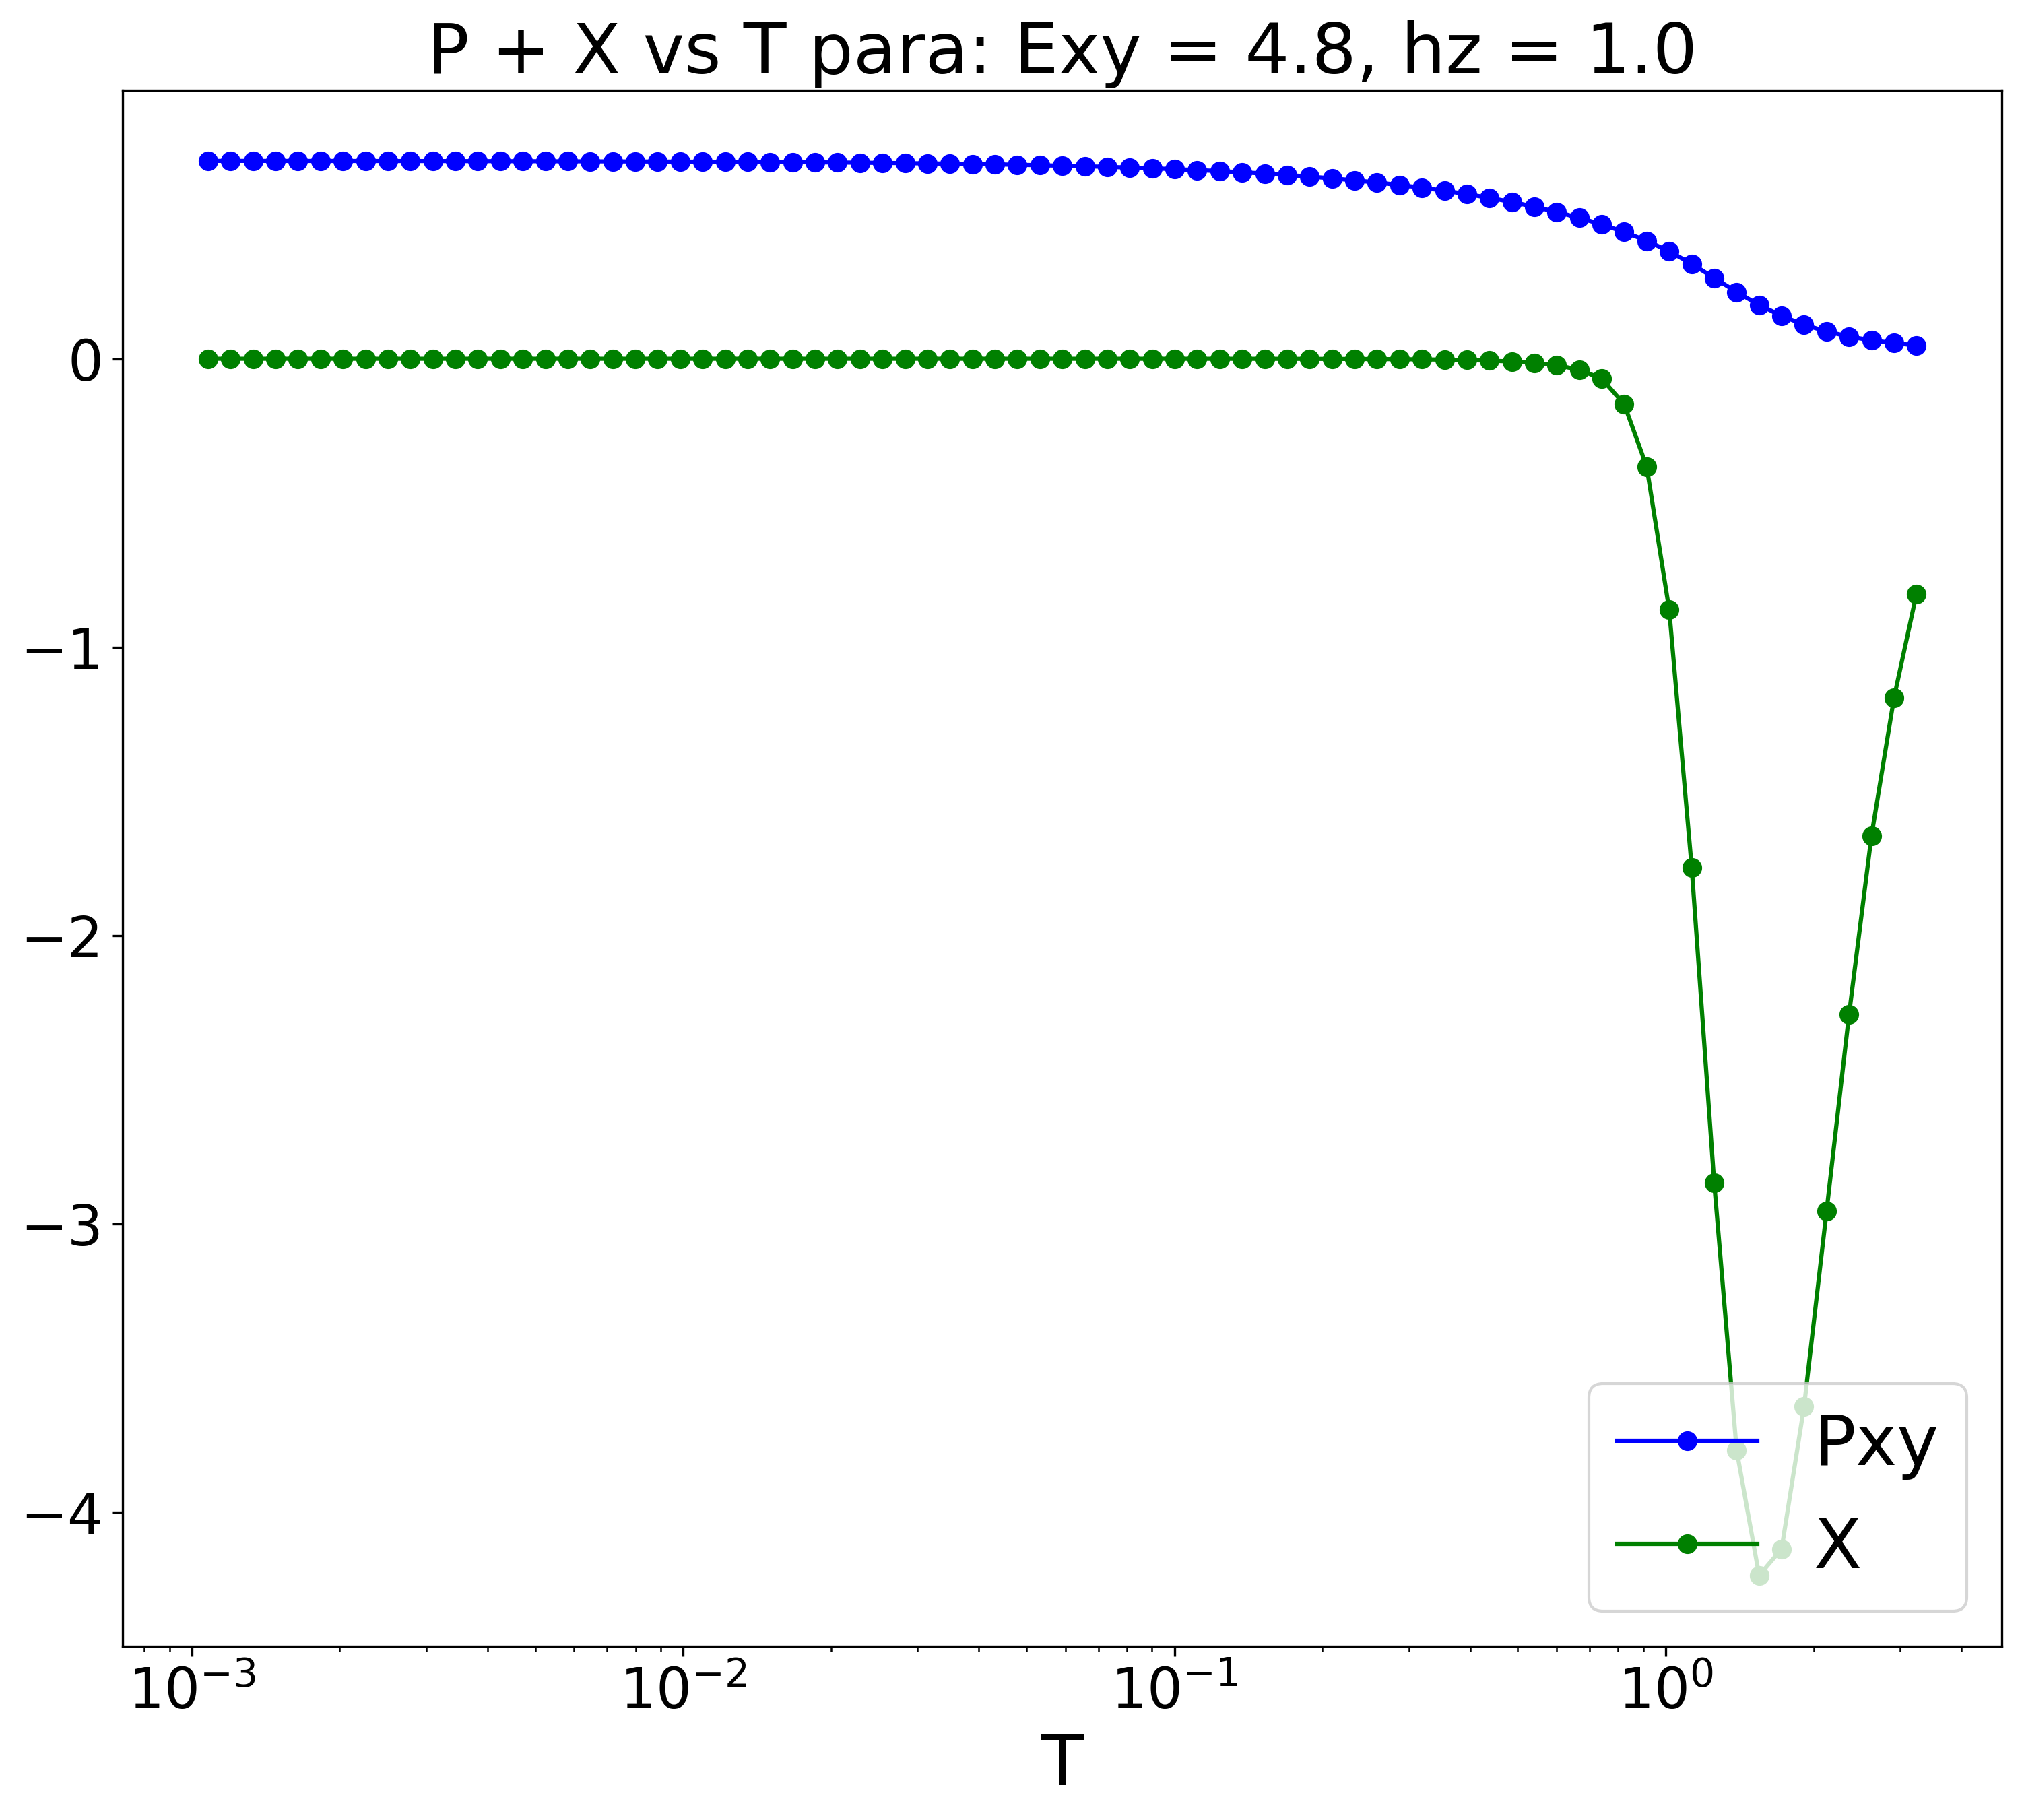 P + X vs T para: Exy = 4.8, hz = 1.0
0
−1
−2
−3
−4
Pxy
X
10⁻³ 10⁻² 10⁻¹ 10⁰
T